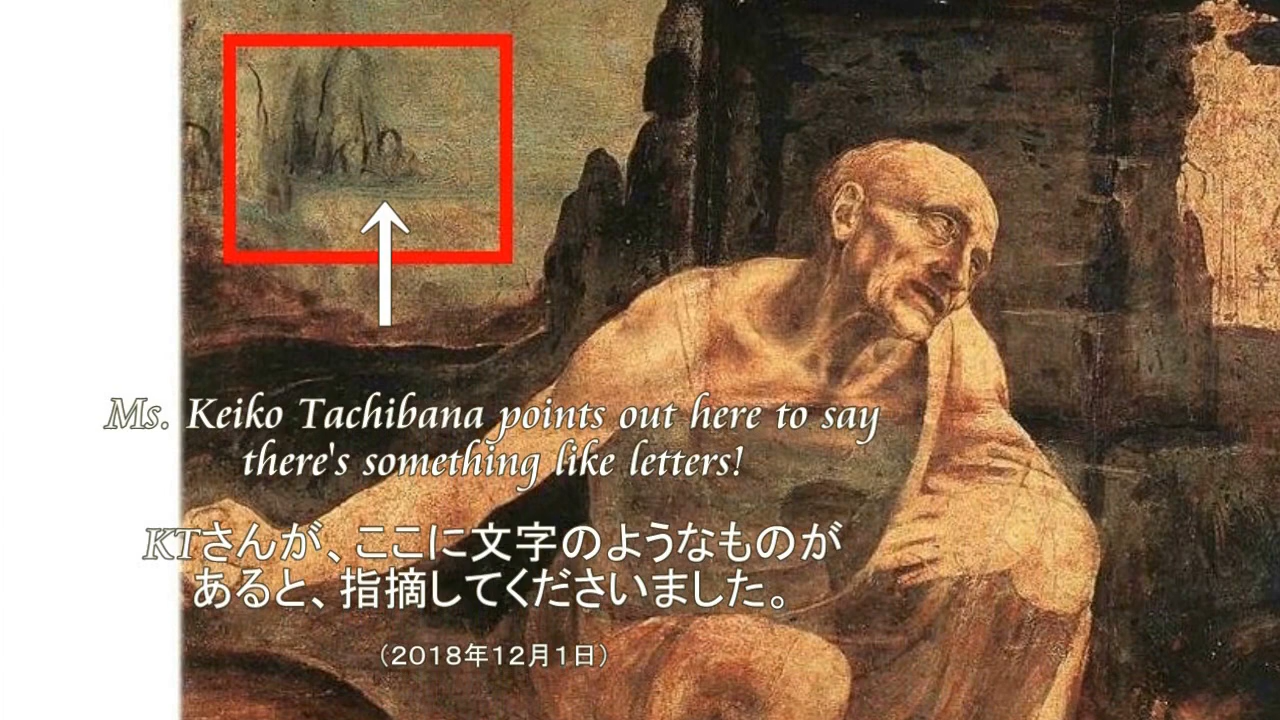 Ms. Keiko Tachibana points out here to say
there's something like letters!
KTさんが、ここに文字のようなものが
あると、指摘してくださいました。
（2018年12月1日）